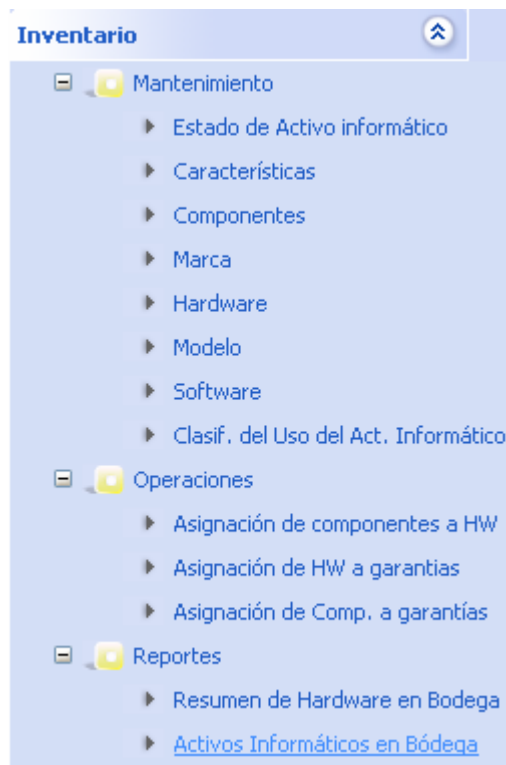 Inventario
Mantenimiento
Estado de Activo informático
Características
Componentes
Marca
Hardware
Modelo
Software
Clasif. del Uso del Act. Informático
Operaciones
Asignación de componentes a HW
Asignación de HW a garantias
Asignación de Comp. a garantías
Reportes
Resumen de Hardware en Bodega
Activos Informáticos en Bódega